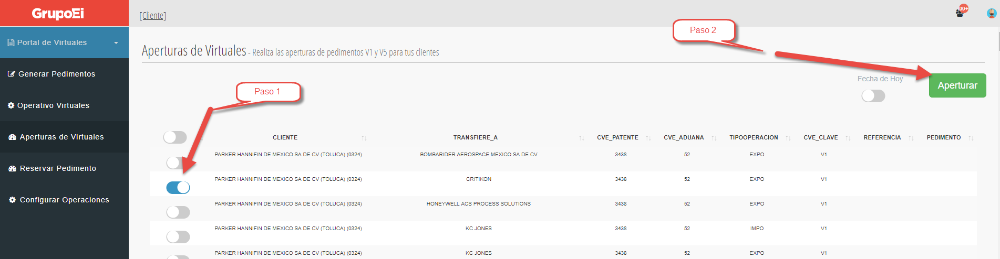 GrupoEi
[Cliente]
99+
Portal de Virtuales
Generar Pedimentos
Operativo Virtuales
Aperturas de Virtuales
Reservar Pedimento
Configurar Operaciones
Paso 2
Aperturas de Virtuales - Realiza las aperturas de pedimentos V1 y V5 para tus clientes
Fecha de Hoy
Aperturar
Paso 1
CLIENTE TRANSFIERE_A CVE_PATENTE CVE_ADUANA TIPOOPERACION CVE_CLAVE REFERENCIA PEDIMENTO
PARKER HANNIFIN DE MEXICO SA DE CV (TOLUCA) (0324) BOMBARIDER AEROSPACE MEXICO SA DE CV 3438 52 EXPO V1
PARKER HANNIFIN DE MEXICO SA DE CV (TOLUCA) (0324) CRITIKON 3438 52 EXPO V1
PARKER HANNIFIN DE MEXICO SA DE CV (TOLUCA) (0324) HONEYWELL ACS PROCESS SOLUTIONS 3438 52 EXPO V1
PARKER HANNIFIN DE MEXICO SA DE CV (TOLUCA) (0324) KC JONES 3438 52 IMPO V1
PARKER HANNIFIN DE MEXICO SA DE CV (TOLUCA) (0324) KC JONES 3438 52 EXPO V1